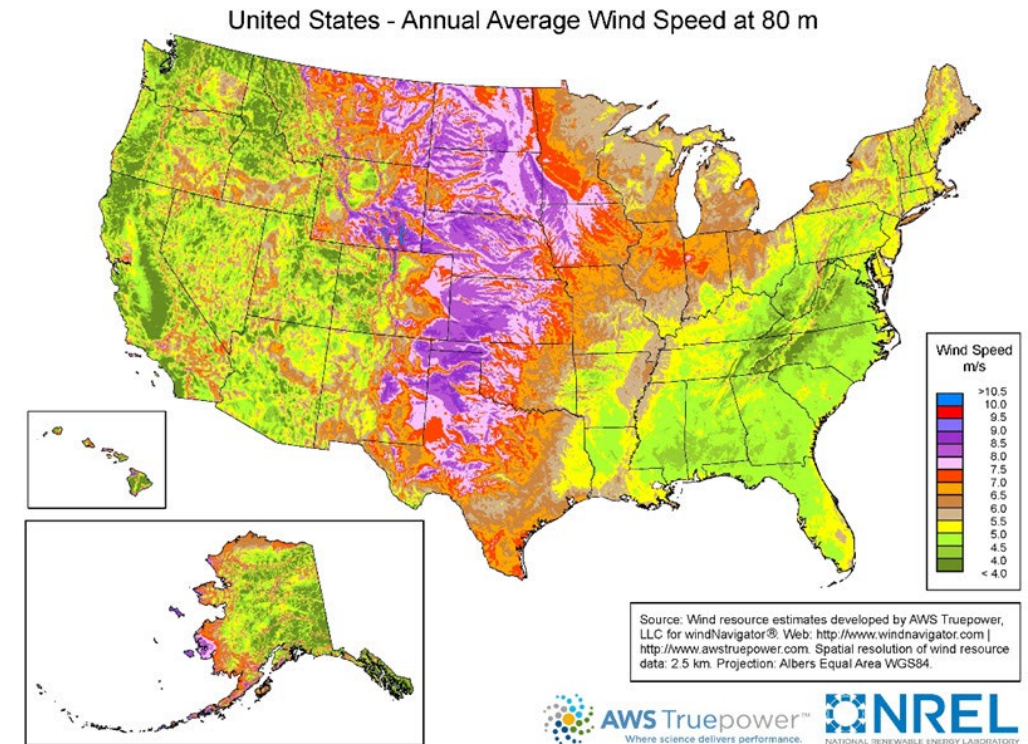 United States - Annual Average Wind Speed at 80 m
Wind Speed
m/s
>10.5
10.0
9.5
9.0
8.5
8.0
7.5
7.0
6.5
6.0
5.5
5.0
4.5
4.0
< 4.0
Source: Wind resource estimates developed by AWS Truepower,
LLC for windNavigator®. Web: http://www.windnavigator.com |
http://www.awstruepower.com. Spatial resolution of wind resource
data: 2.5 km. Projection: Albers Equal Area WGS84.
AWS Truepower™
Where science delivers performance.
NREL
NATIONAL RENEWABLE ENERGY LABORATORY